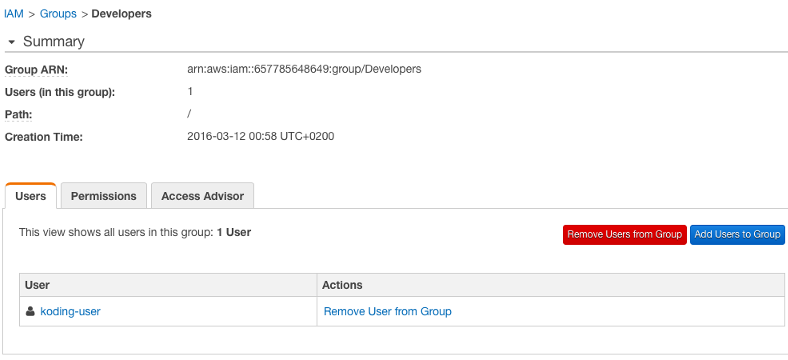 IAM > Groups > Developers
Summary
Group ARN: arn:aws:iam::657785648649:group/Developers
Users (in this group): 1
Path: /
Creation Time: 2016-03-12 00:58 UTC+0200
Users Permissions Access Advisor
This view shows all users in this group: 1 User Remove Users from Group Add Users to Group
User Actions
koding-user Remove User from Group